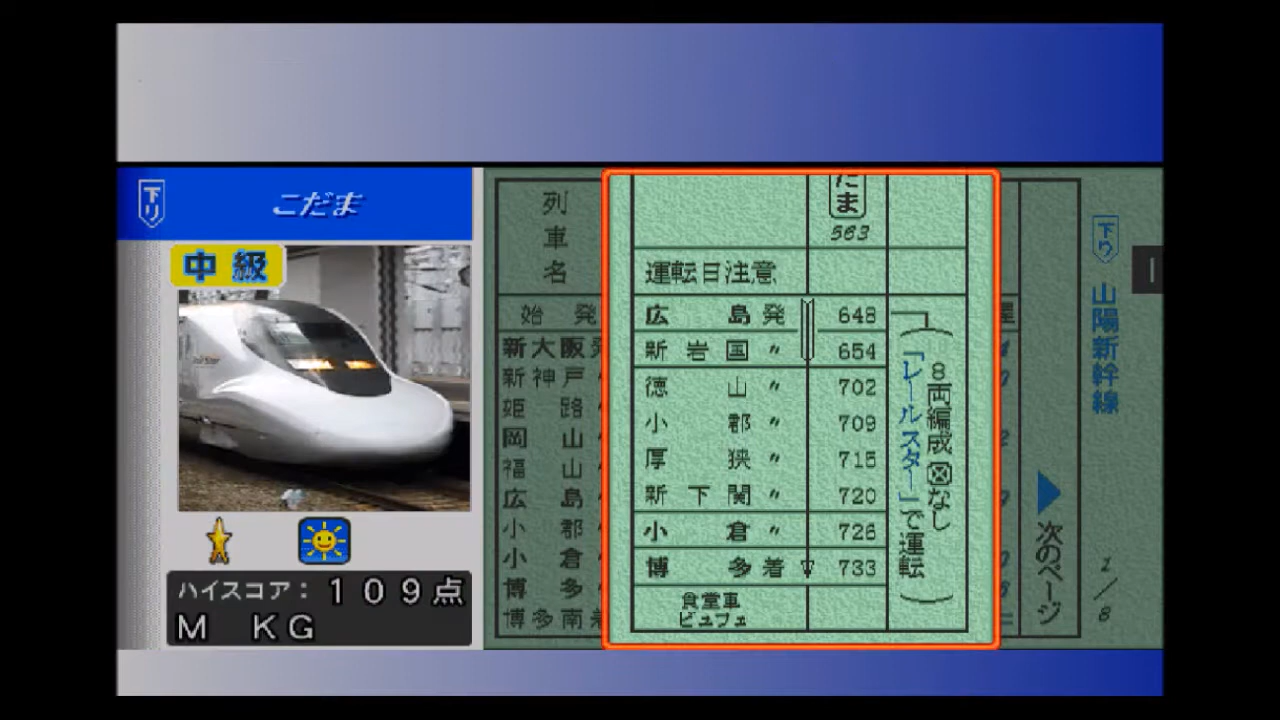 下り
こだま
中級
ハイスコア：109点
M KG
列車名
始発
新大阪発
新神戸〃
姫路〃
岡山
福山
広島
小郡
小倉
博多
博多南着
だま
563
運転日注意
広島発 648
新岩国〃 654
徳山〃 702
小郡〃 709
厚狭〃 715
新下関〃 720
小倉〃 726
博多着 733
食堂車
ビュフェ
8両編成なし
「レールスター」で運転
次のページ
下り 山陽新幹線
1/8